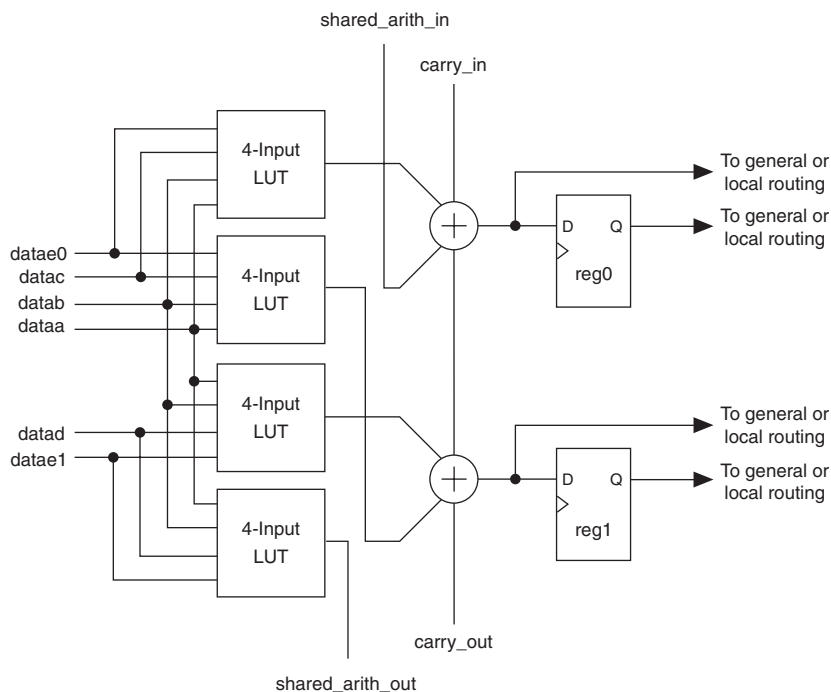 shared_arith_in
carry_in
4-Input
LUT
To general or
local routing
D Q
reg0
To general or
local routing
datae0
datac
datab
dataa
4-Input
LUT
4-Input
LUT
datad
datae1
To general or
local routing
D Q
reg1
To general or
local routing
4-Input
LUT
carry_out
shared_arith_out